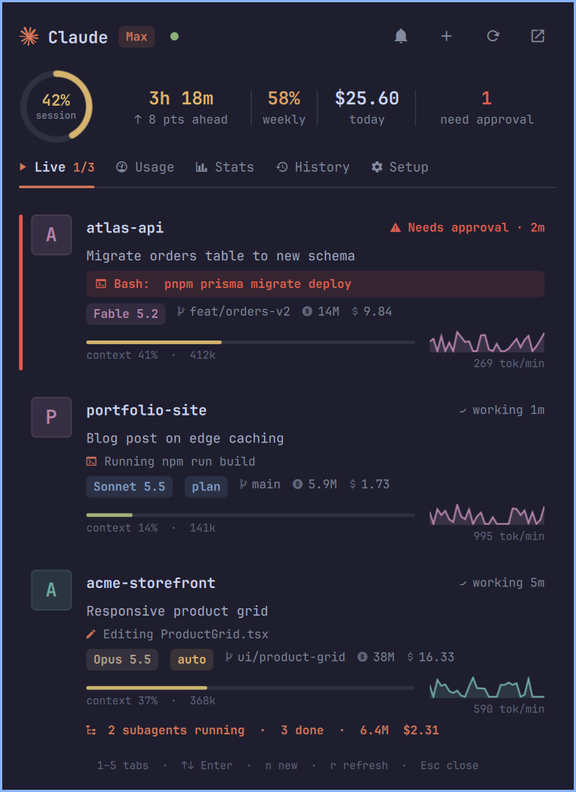 Claude Max
42%
session
3h 18m
↑ 8 pts ahead
58%
weekly
$25.60
today
1
need approval
Live 1/3 Usage Stats History Setup
A
atlas-api Needs approval · 2m
Migrate orders table to new schema
Bash: pnpm prisma migrate deploy
Fable 5.2 feat/orders-v2 14M $ 9.84
context 41% · 412k
269 tok/min
P
portfolio-site working 1m
Blog post on edge caching
Running npm run build
Sonnet 5.5 plan main 5.9M $ 1.73
context 14% · 141k
995 tok/min
A
acme-storefront working 5m
Responsive product grid
Editing ProductGrid.tsx
Opus 5.5 auto ui/product-grid 38M $ 16.33
context 37% · 368k
590 tok/min
2 subagents running · 3 done · 6.4M $2.31
1-5 tabs · ↑↓ Enter · n new · r refresh · Esc close